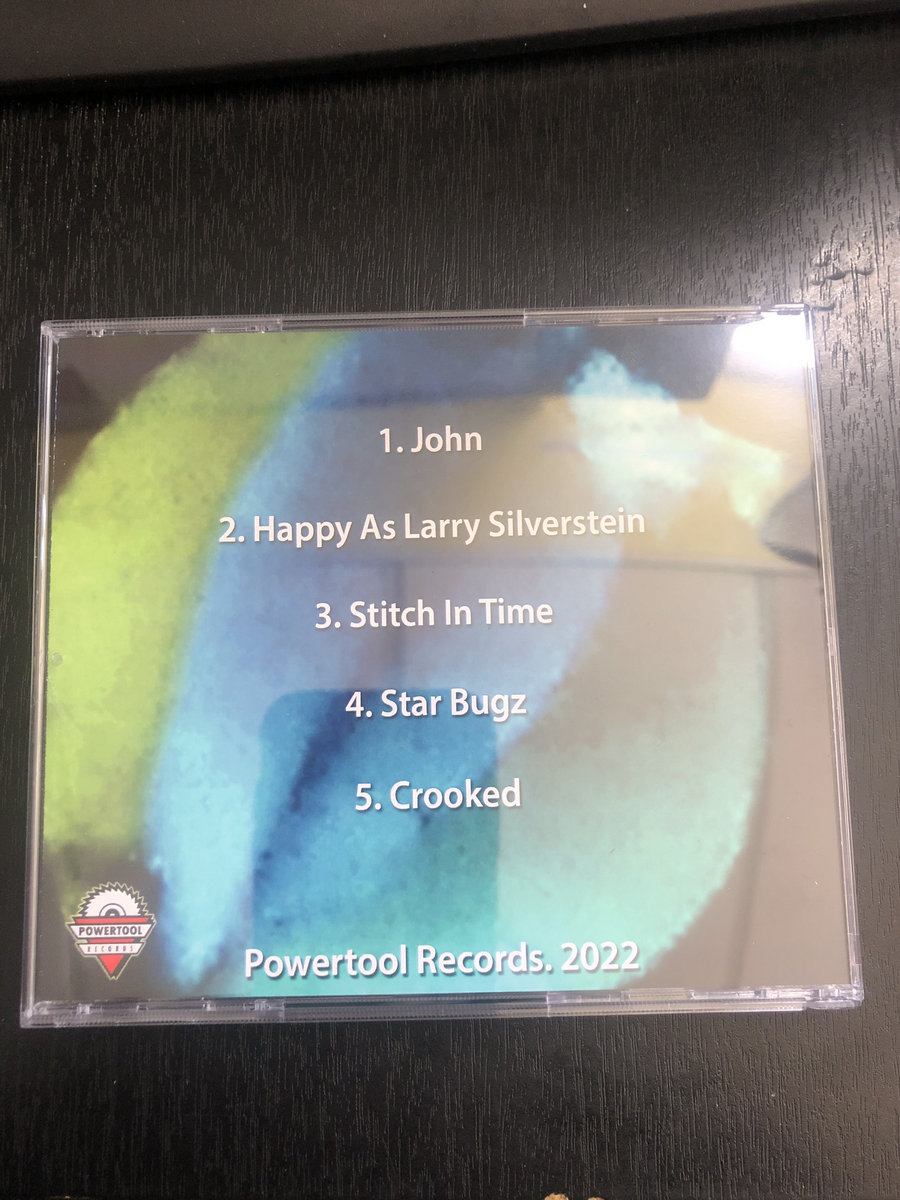 1. John
2. Happy As Larry Silverstein
3. Stitch In Time
4. Star Bugz
5. Crooked
POWERTOOL
RECORDS
Powertool Records. 2022